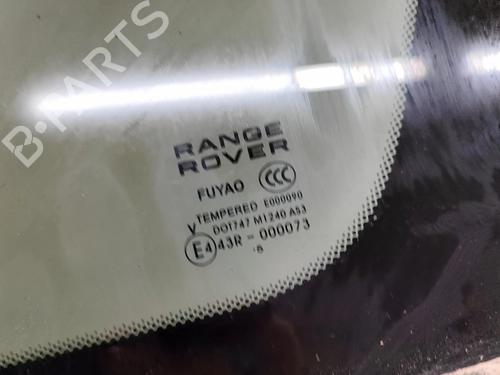 B-PARTS
RANGE
ROVER
FUYAO CCC
TEMPERED E000090
V DOT747 M1240 AS3
E4 43R-000073